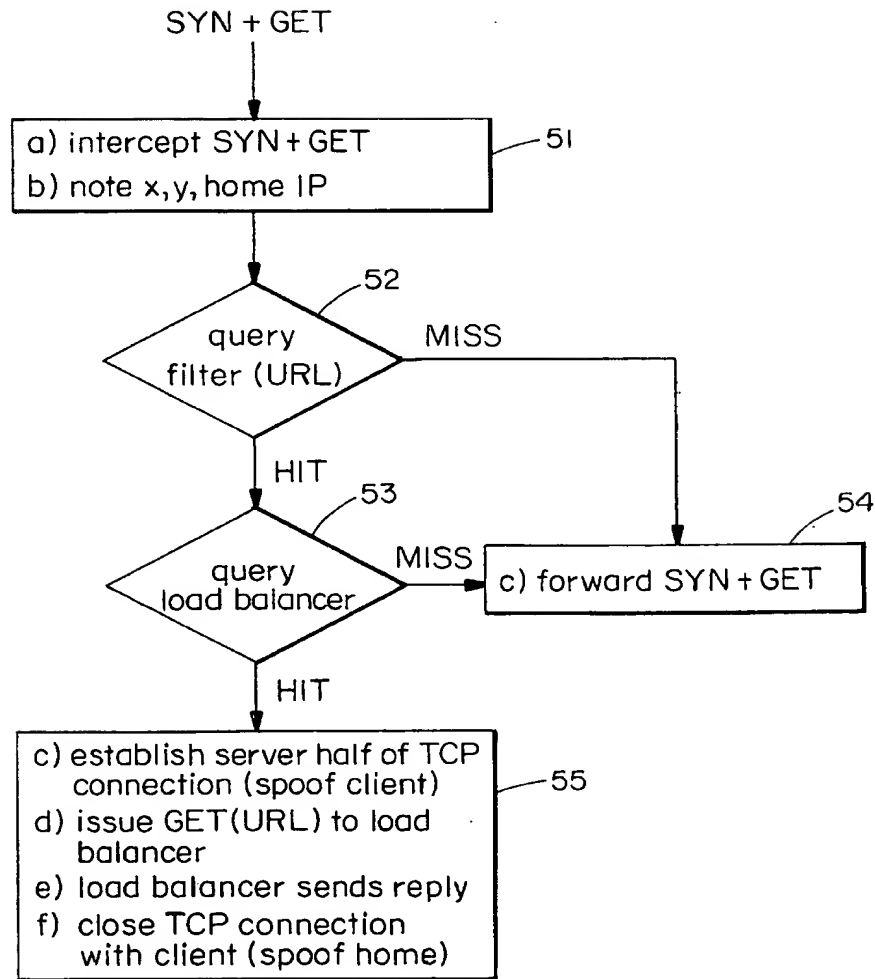 SYN + GET
a) intercept SYN + GET
b) note x, y, home IP
51
52
query
filter (URL)
MISS
HIT
53
54
query
load balancer
MISS
c) forward SYN + GET
HIT
c) establish server half of TCP
connection (spoof client)
d) issue GET(URL) to load
balancer
e) load balancer sends reply
f) close TCP connection
with client (spoof home)
55